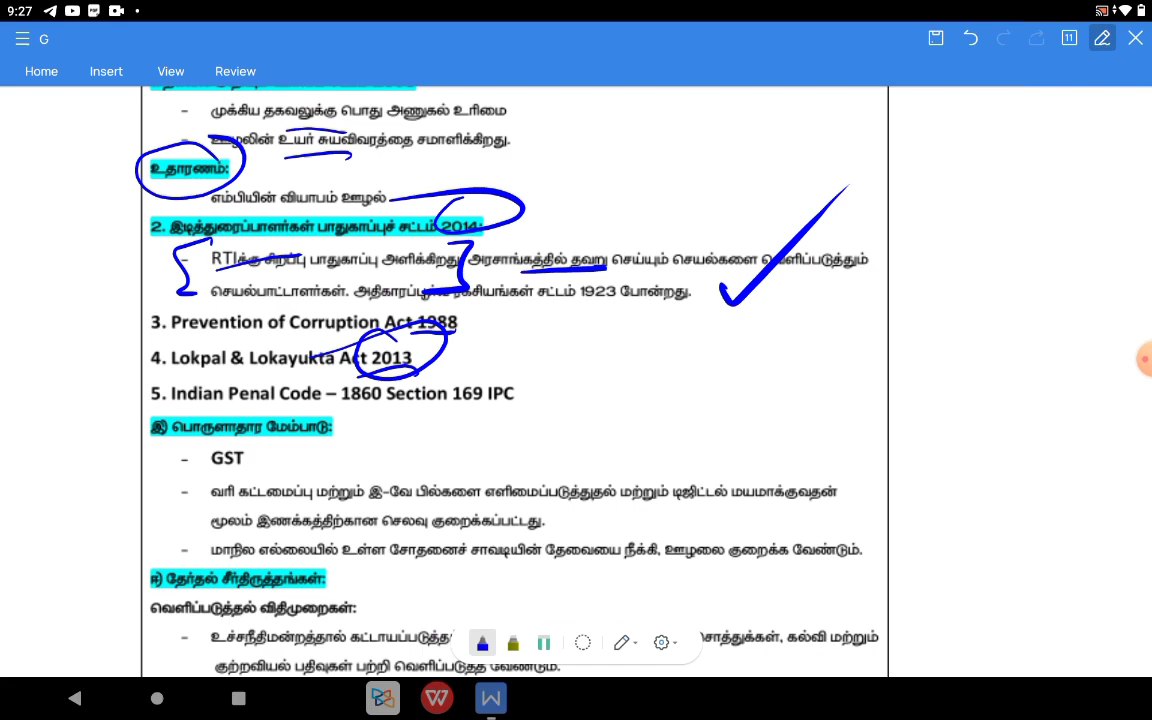 9:27
G
11
Home Insert View Review
- முக்கிய தகவலுக்கு பொது அணுகல் உரிமை
- ஊழலின் உயர் சுயவிவரத்தை சமாளிக்கிறது.
உதாரணம்:
எம்பியின் வியாபம் ஊழல்
2. இடித்துரைப்பாளர்கள் பாதுகாப்புச் சட்டம் 2014:
- RTIக்கு சிறப்பு பாதுகாப்பு அளிக்கிறது அரசாங்கத்தில் தவறு செய்யும் செயல்களை வெளிப்படுத்தும்
செயல்பாட்டாளர்கள். அதிகாரப்பூர்வ ரகசியங்கள் சட்டம் 1923 போன்றது.
3. Prevention of Corruption Act 1988
4. Lokpal & Lokayukta Act 2013
5. Indian Penal Code – 1860 Section 169 IPC
இ) பொருளாதார மேம்பாடு:
- GST
- வரி கட்டமைப்பு மற்றும் இ-வே பில்களை எளிமைப்படுத்துதல் மற்றும் டிஜிட்டல் மயமாக்குவதன்
மூலம் இணக்கத்திற்கான செலவு குறைக்கப்பட்டது.
- மாநில எல்லையில் உள்ள சோதனைச் சாவடியின் தேவையை நீக்கி, ஊழலை குறைக்க வேண்டும்.
ஈ) தேர்தல் சீர்திருத்தங்கள்:
வெளிப்படுத்தல் விதிமுறைகள்:
- உச்சநீதிமன்றத்தால் கல்வி மற்றும்
குற்றவியல் பதிவுகள் பற்றி வெளிப்படுத்த வேண்டும்.